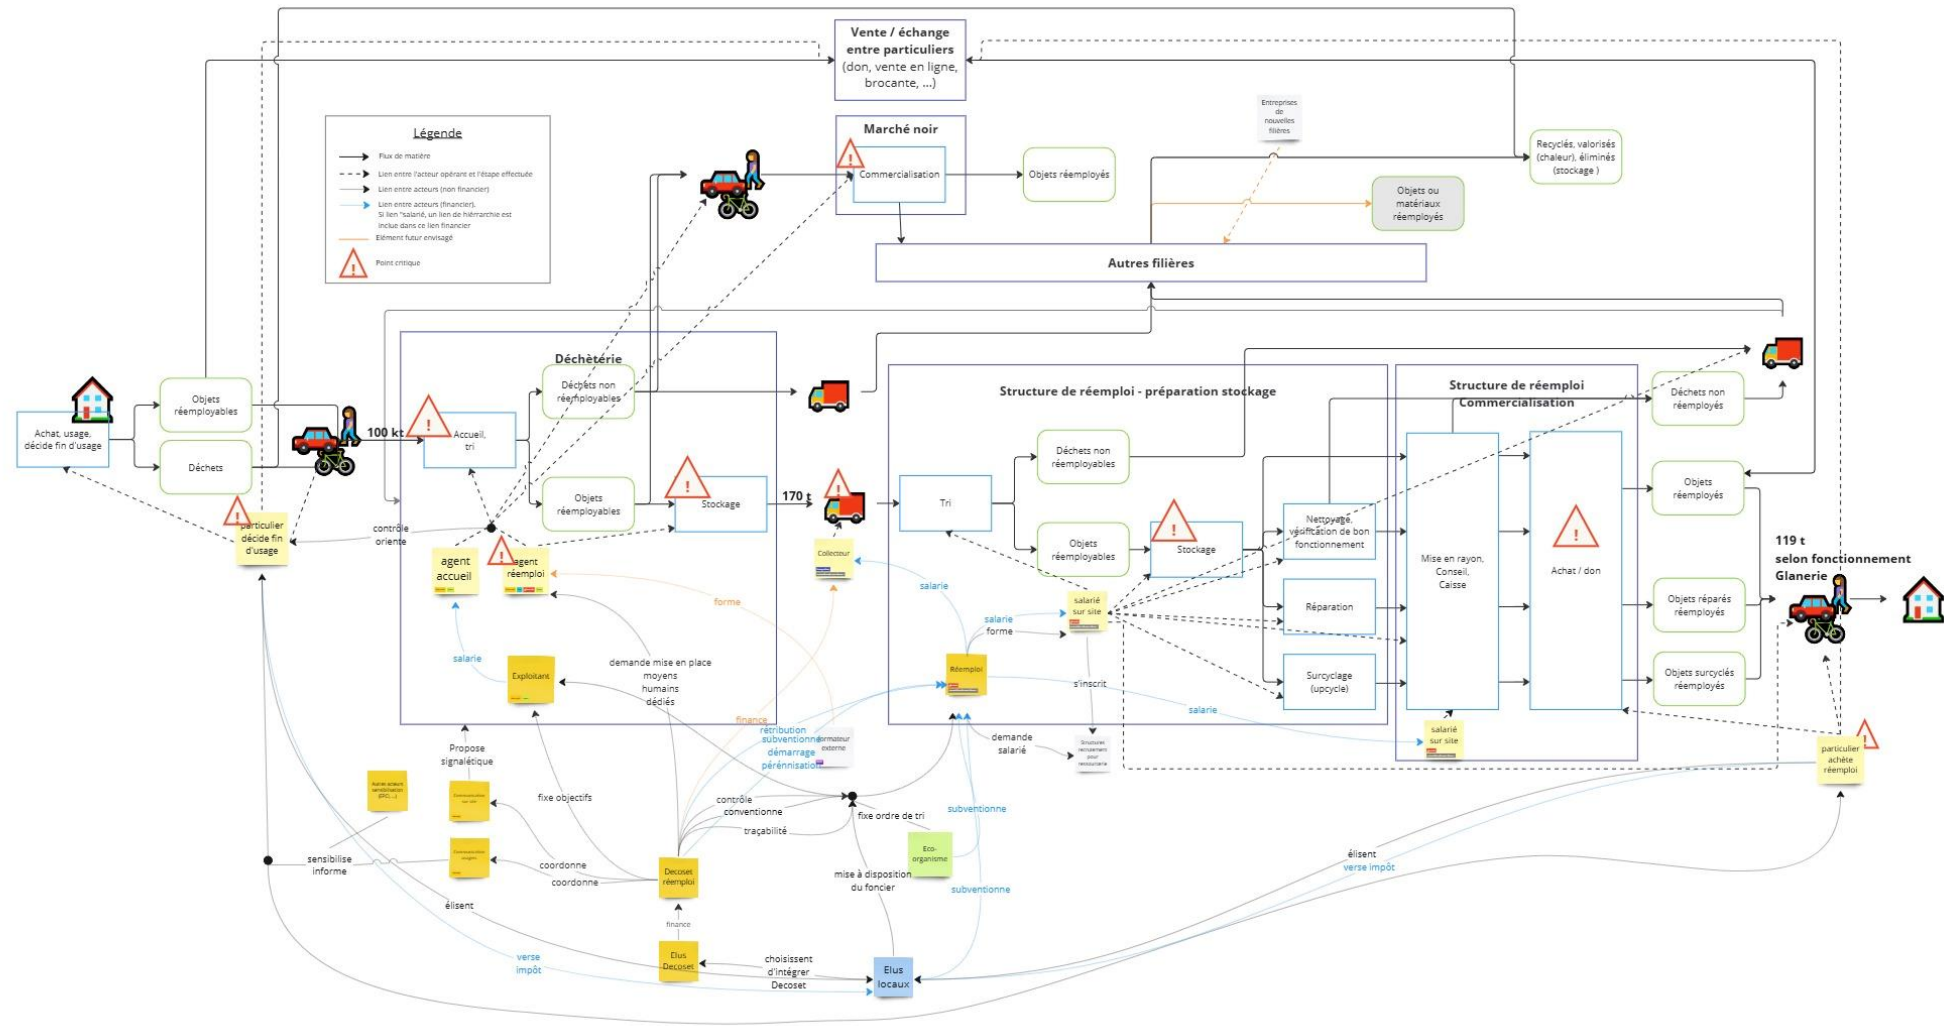 Vente / échange
entre particuliers
(don, vente en ligne,
brocante, ...)
Légende
Flux de matière
Lien entre l'acteur opérant et l'étape effectuée
Lien entre acteurs (non financier)
Lien entre acteurs (financier).
Si lien "salarié, un lien de hiérrarchie est
inclue dans ce lien financier
Elément futur envisagé
Point critique
Marché noir
Commercialisation
Objets réemployés
Entreprises
de
nouvelles
filières
Recyclés, valorisés
(chaleur), éliminés
(stockage )
Objets ou
matériaux
réemployés
Autres filières
Achat, usage,
décide fin d'usage
Objets
réemployables
Déchets
100 kt
particulier
décide fin
d'usage
contrôle
oriente
Déchèterie
Accueil,
tri
Déchets non
réemployables
Objets
réemployables
Stockage
170 t
agent
accueil
agent
réemploi
Collecteur
salarie
forme
Exploitant
salarie
demande mise en place
moyens
humains
dédiés
Structure de réemploi - préparation stockage
Tri
Déchets non
réemployables
Objets
réemployables
Stockage
Nettoyage,
vérification de bon
fonctionnement
Réparation
Surcyclage
(upcycle)
salarié
sur site
salarie
forme
Réemploi
s'inscrit
salarie
Structure de réemploi
Commercialisation
Mise en rayon,
Conseil,
Caisse
Achat / don
salarié
sur site
Déchets non
réemployés
Objets
réemployés
Objets réparés
réemployés
Objets surcyclés
réemployés
119 t
selon fonctionnement
Glanerie
particulier
achète
réemploi
finance
rétribution
subventionne
démarrage
pérénnisation
formateur
externe
demande
salarié
Propose
signalétique
fixe objectifs
contrôle
conventionne
traçabilité
fixe ordre de tri
subventionne
Eco-
organisme
sensibilise
informe
coordonne
coordonne
Decoset
réemploi
mise à disposition
du foncier
subventionne
élisent
verse impôt
élisent
finance
verse
impôt
Elus
Decoset
choisissent
d'intégrer
Decoset
Elus
locaux